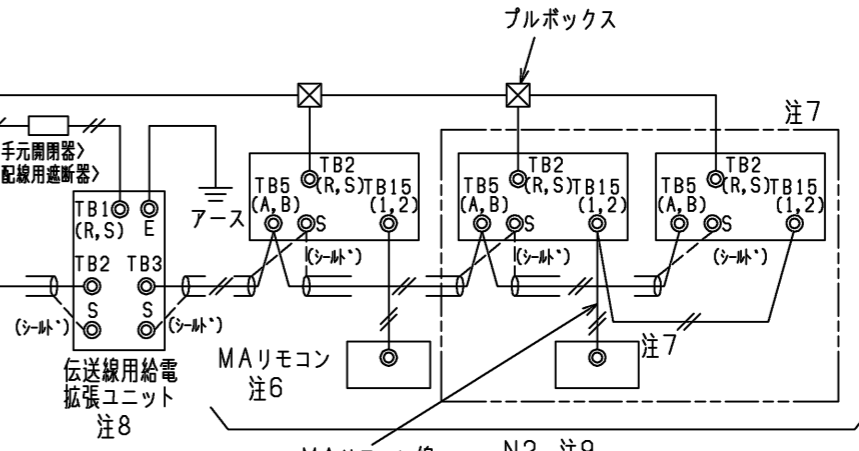 プルボックス
注7
手元開閉器>
配線用遮断器>
TB1
(R,S)
E
アース
TB2
TB3
S
S
(シールド)
(シールド)
伝送線用給電
拡張ユニット
注8
TB2
(R,S)
TB5
(A,B)
S
TB15
(1,2)
(シールド)
TB2
(R,S)
TB5
(A,B)
S
TB15
(1,2)
(シールド)
TB2
(R,S)
TB5
(A,B)
S
TB15
(1,2)
(シールド)
MAリモコン
注6
注7